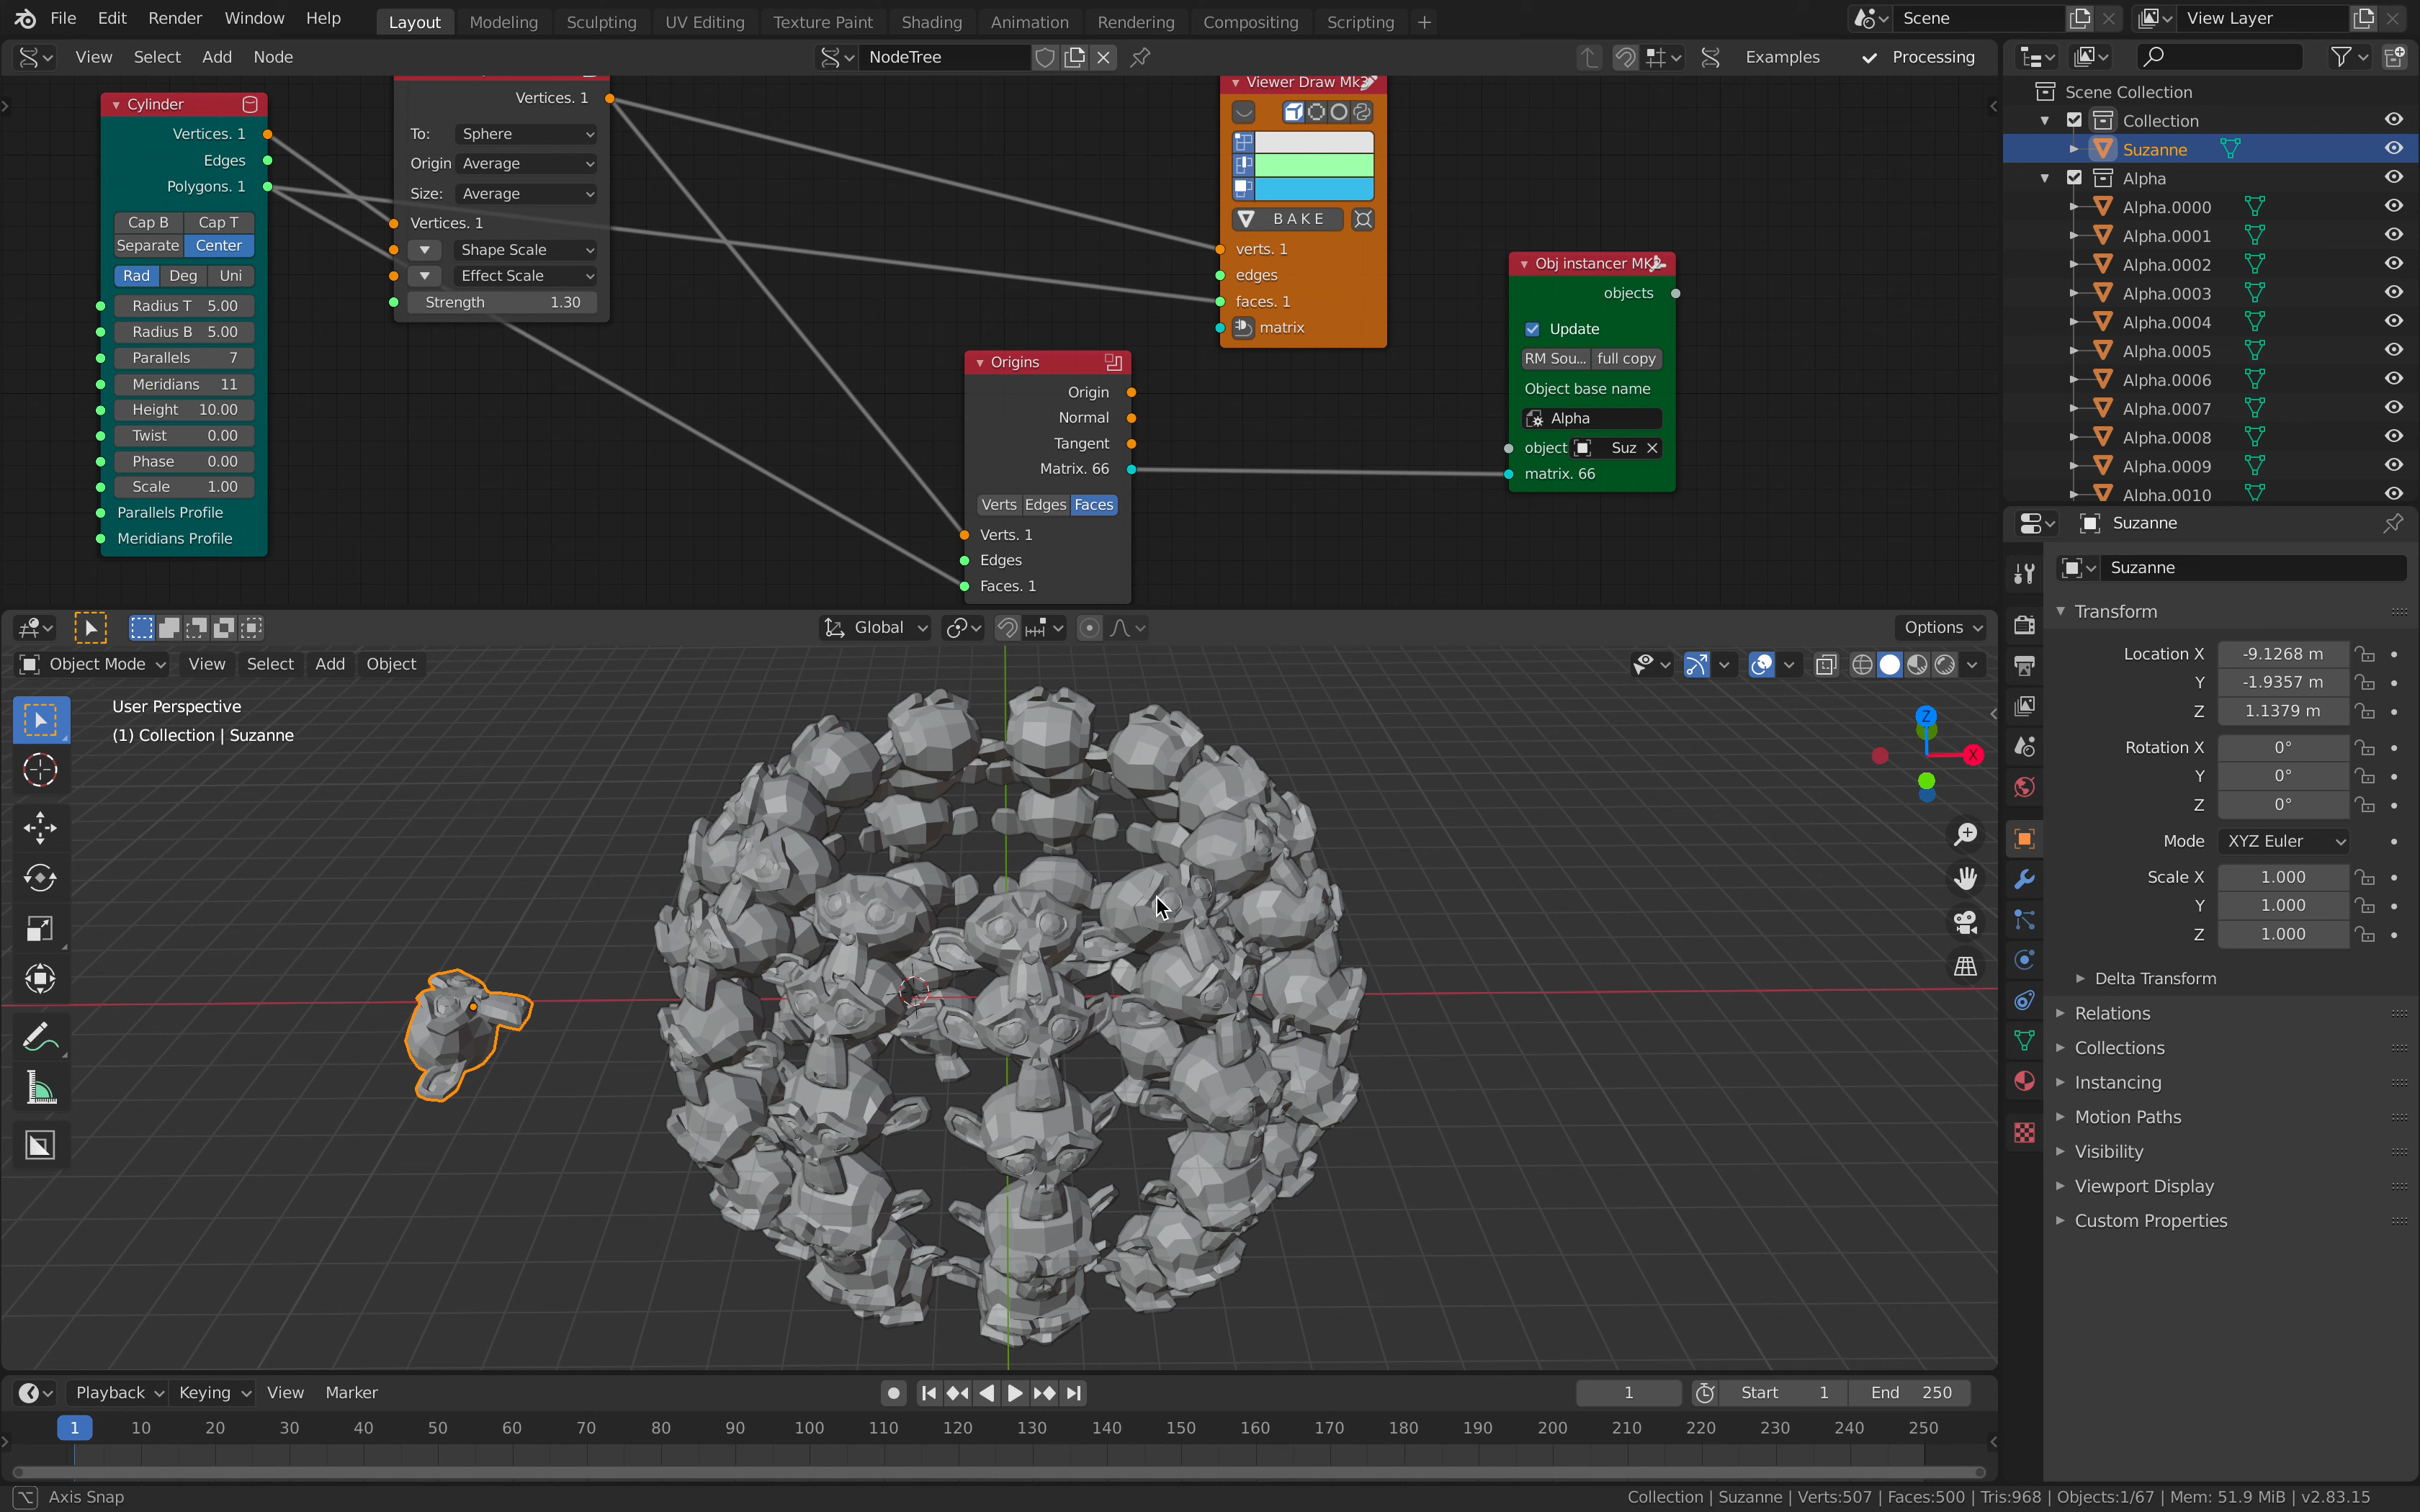 File Edit Render Window Help Layout Modeling Sculpting UV Editing Texture Paint Shading Animation Rendering Compositing Scripting + Scene View Layer
View Select Add Node NodeTree Examples Processing
Cylinder
Vertices. 1
Edges
Polygons. 1
Cap B Cap T
Separate Center
Rad Deg Uni
Radius T 5.00
Radius B 5.00
Parallels 7
Meridians 11
Height 10.00
Twist 0.00
Phase 0.00
Scale 1.00
Parallels Profile
Meridians Profile
Vertices. 1
To: Sphere
Origin Average
Size: Average
Vertices. 1
Shape Scale
Effect Scale
Strength 1.30
Origins
Origin
Normal
Tangent
Matrix. 66
Verts Edges Faces
Verts. 1
Edges
Faces. 1
Viewer Draw Mk3
BAKE
verts. 1
edges
faces. 1
matrix
Obj instancer MK
objects
Update
RM Sou... full copy
Object base name
Alpha
object Suz
matrix. 66
Scene Collection
Collection
Suzanne
Alpha
Alpha.0000
Alpha.0001
Alpha.0002
Alpha.0003
Alpha.0004
Alpha.0005
Alpha.0006
Alpha.0007
Alpha.0008
Alpha.0009
Alpha.0010
Suzanne
Suzanne
Transform
Location X -9.1268 m
Y -1.9357 m
Z 1.1379 m
Rotation X 0°
Y 0°
Z 0°
Mode XYZ Euler
Scale X 1.000
Y 1.000
Z 1.000
Delta Transform
Relations
Collections
Instancing
Motion Paths
Visibility
Viewport Display
Custom Properties
Global Options
Object Mode View Select Add Object
User Perspective
(1) Collection | Suzanne
Z
X
Playback Keying View Marker 1 Start 1 End 250
1 10 20 30 40 50 60 70 80 90 100 110 120 130 140 150 160 170 180 190 200 210 220 230 240 250
Axis Snap Collection | Suzanne | Verts:507 | Faces:500 | Tris:968 | Objects:1/67 | Mem: 51.9 MiB | v2.83.15